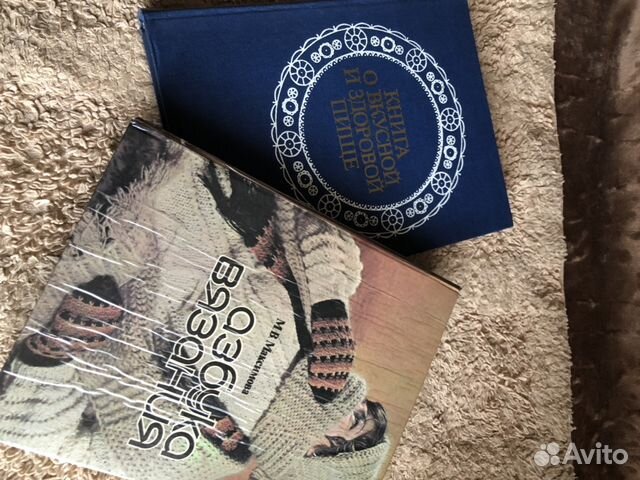 КНИГА
О ВКУСНОЙ
И ЗДОРОВОЙ
ПИЩЕ
М.В. Максимова
азбука
вязания
Avito